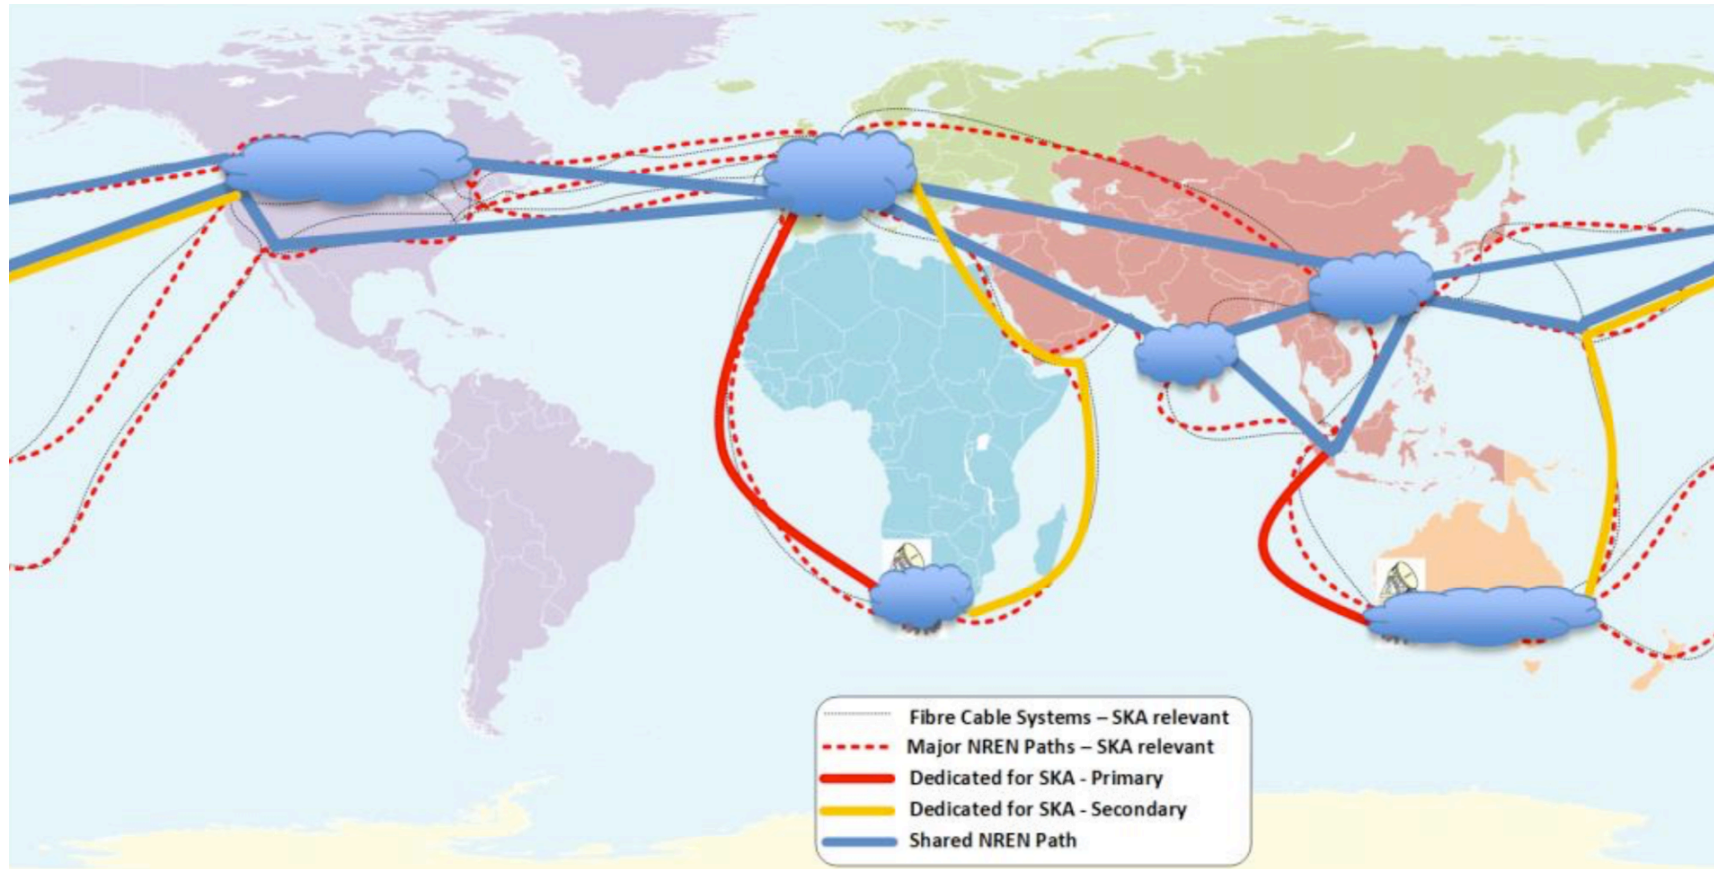 Fibre Cable Systems – SKA relevant
Major NREN Paths – SKA relevant
Dedicated for SKA - Primary
Dedicated for SKA - Secondary
Shared NREN Path